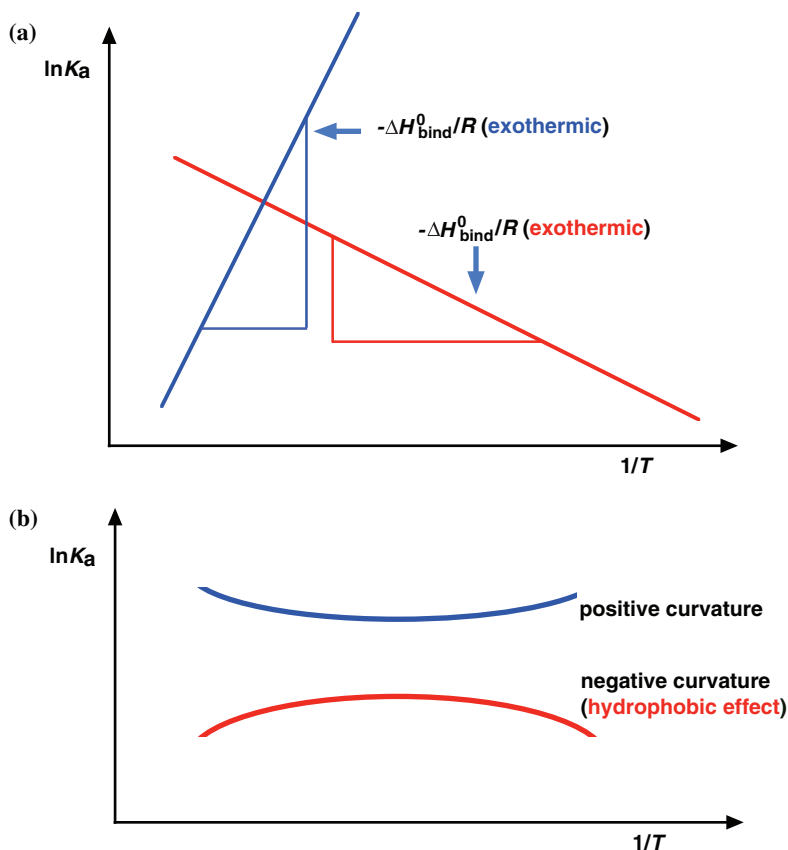 (a)
lnKa
-ΔH⁰bind/R (exothermic)
-ΔH⁰bind/R (exothermic)
1/T
(b)
lnKa
positive curvature
negative curvature
(hydrophobic effect)
1/T